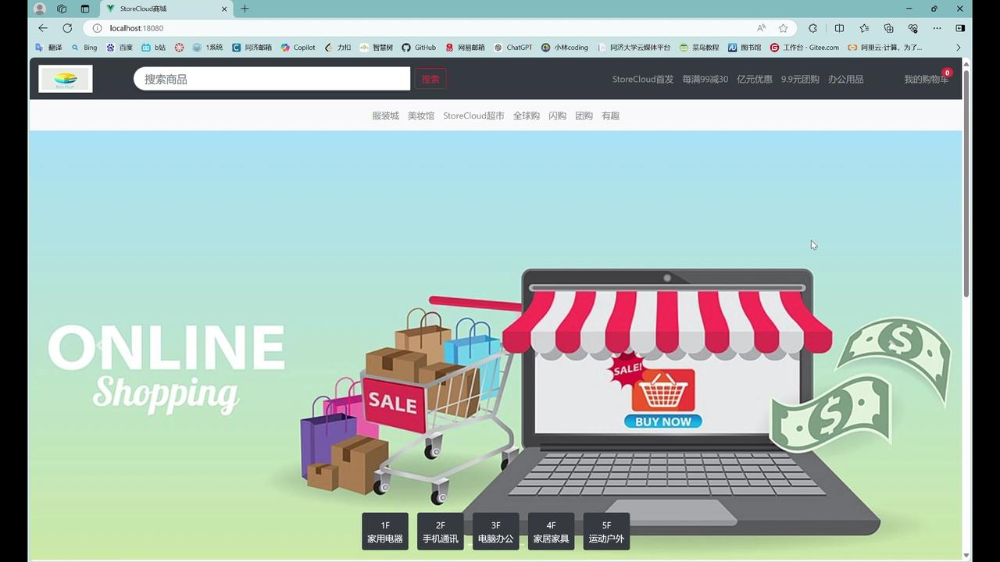 StoreCloud商城
localhost:18080
翻译 Bing 百度 b站 1系统 同济邮箱 Copilot 力扣 智慧树 GitHub 网易邮箱 ChatGPT 小林coding 同济大学云媒体平台 菜鸟教程 图书馆 工作台 - Gitee.com 阿里云-计算，为了...
搜索商品 搜索 StoreCloud首发 每满99减30 亿元优惠 9.9元团购 办公用品 我的购物车 0
服装城 美妆馆 StoreCloud超市 全球购 闪购 团购 有趣
ONLINE
Shopping
SALE
SALE!
BUY NOW
1F 2F 3F 4F 5F
家用电器 手机通讯 电脑办公 家居家具 运动户外